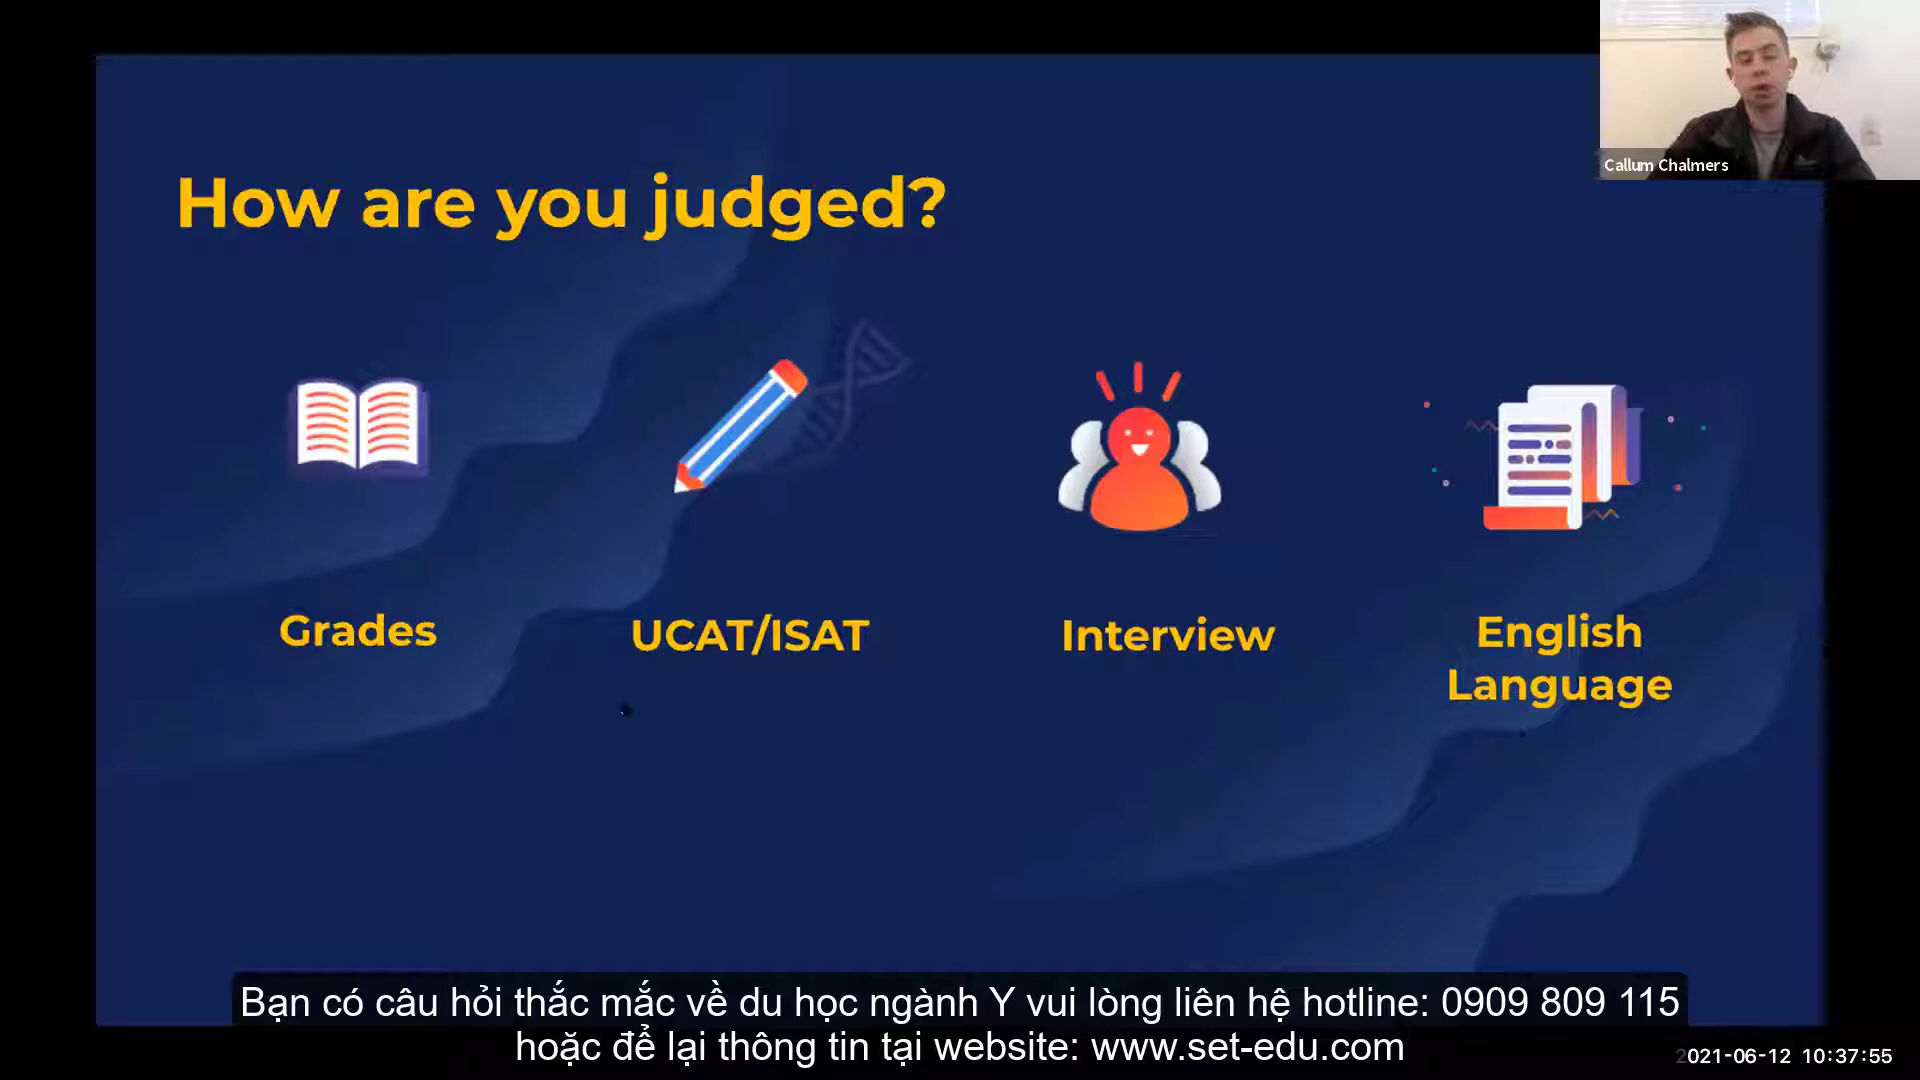 Callum Chalmers
How are you judged?
Grades
UCAT/ISAT
Interview
English
Language
Bạn có câu hỏi thắc mắc về du học ngành Y vui lòng liên hệ hotline: 0909 809 115
hoặc để lại thông tin tại website: www.set-edu.com
2021-06-12 10:37:55